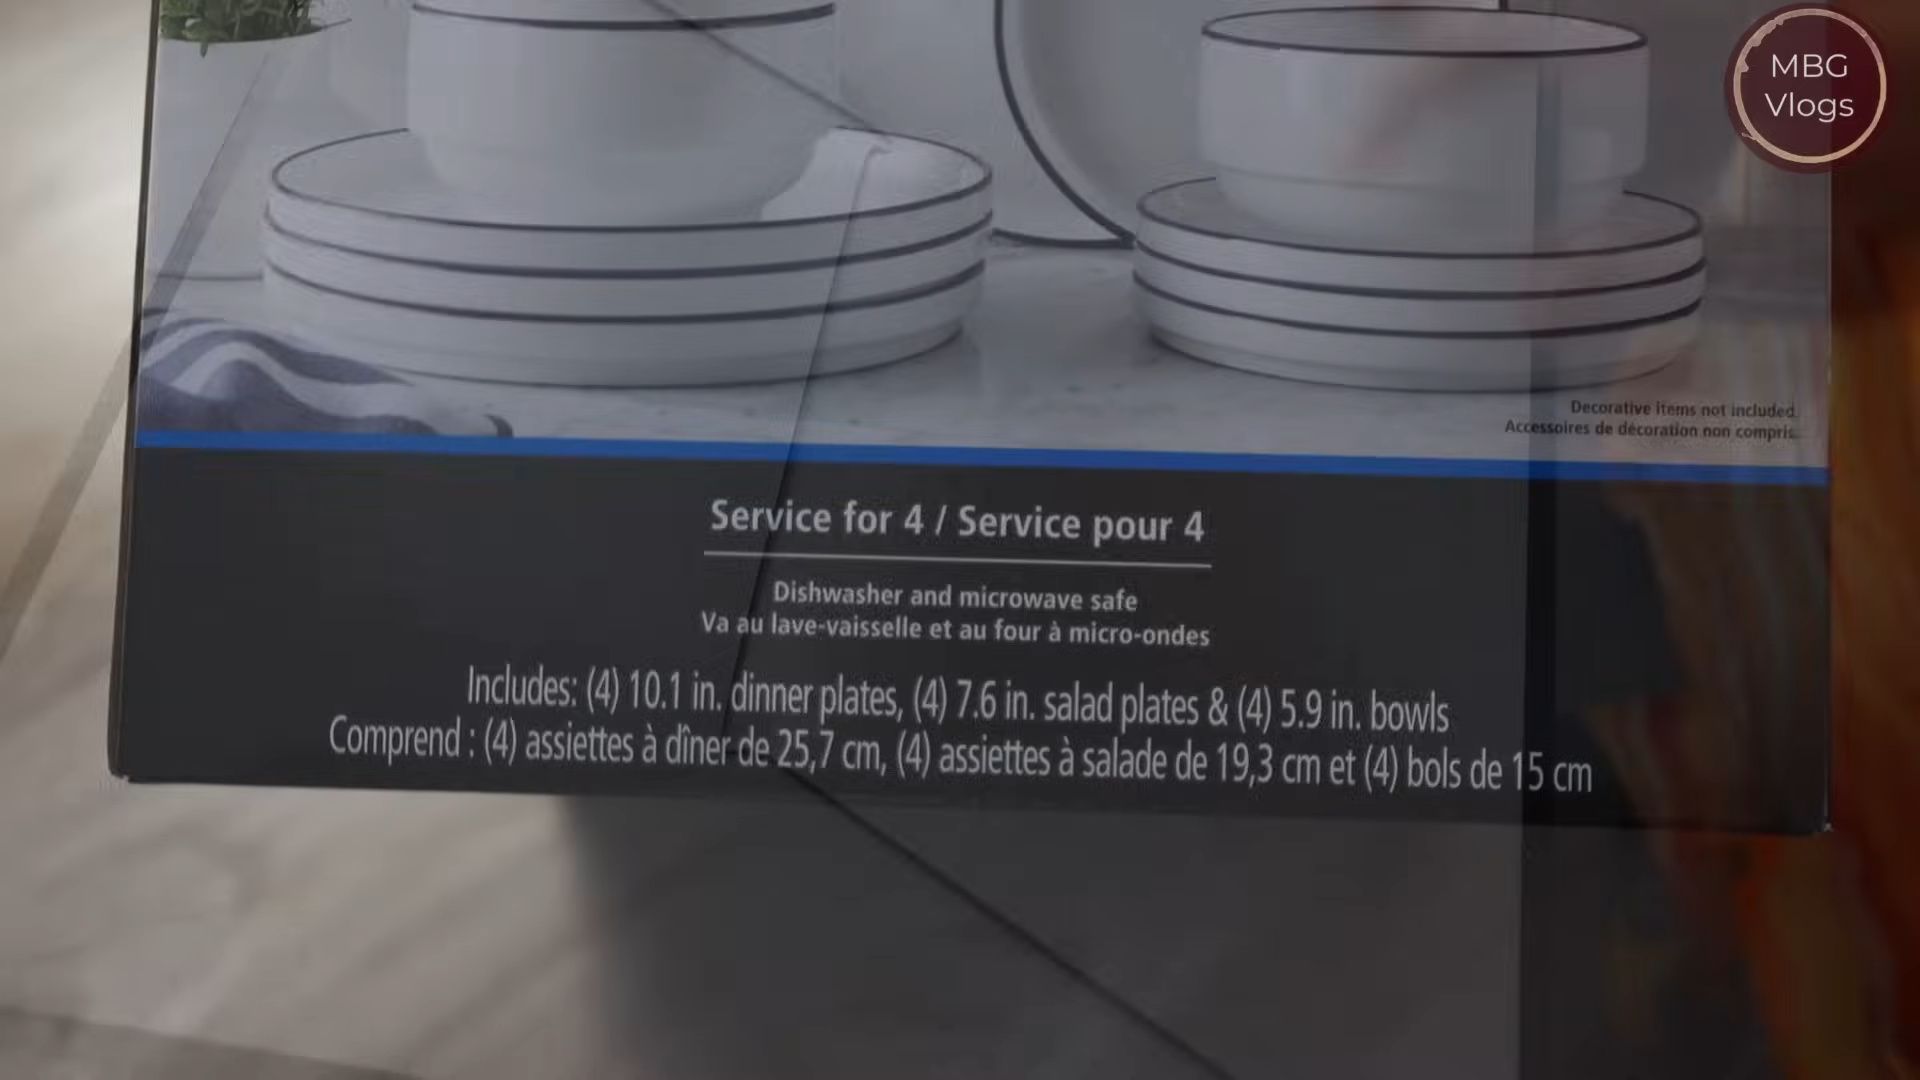 MBG
Vlogs
Decorative items not included.
Accessoires de décoration non compris.
Service for 4 / Service pour 4
Dishwasher and microwave safe
Va au lave-vaisselle et au four à micro-ondes
Includes: (4) 10.1 in. dinner plates, (4) 7.6 in. salad plates & (4) 5.9 in. bowls
Comprend : (4) assiettes à dîner de 25,7 cm, (4) assiettes à salade de 19,3 cm et (4) bols de 15 cm